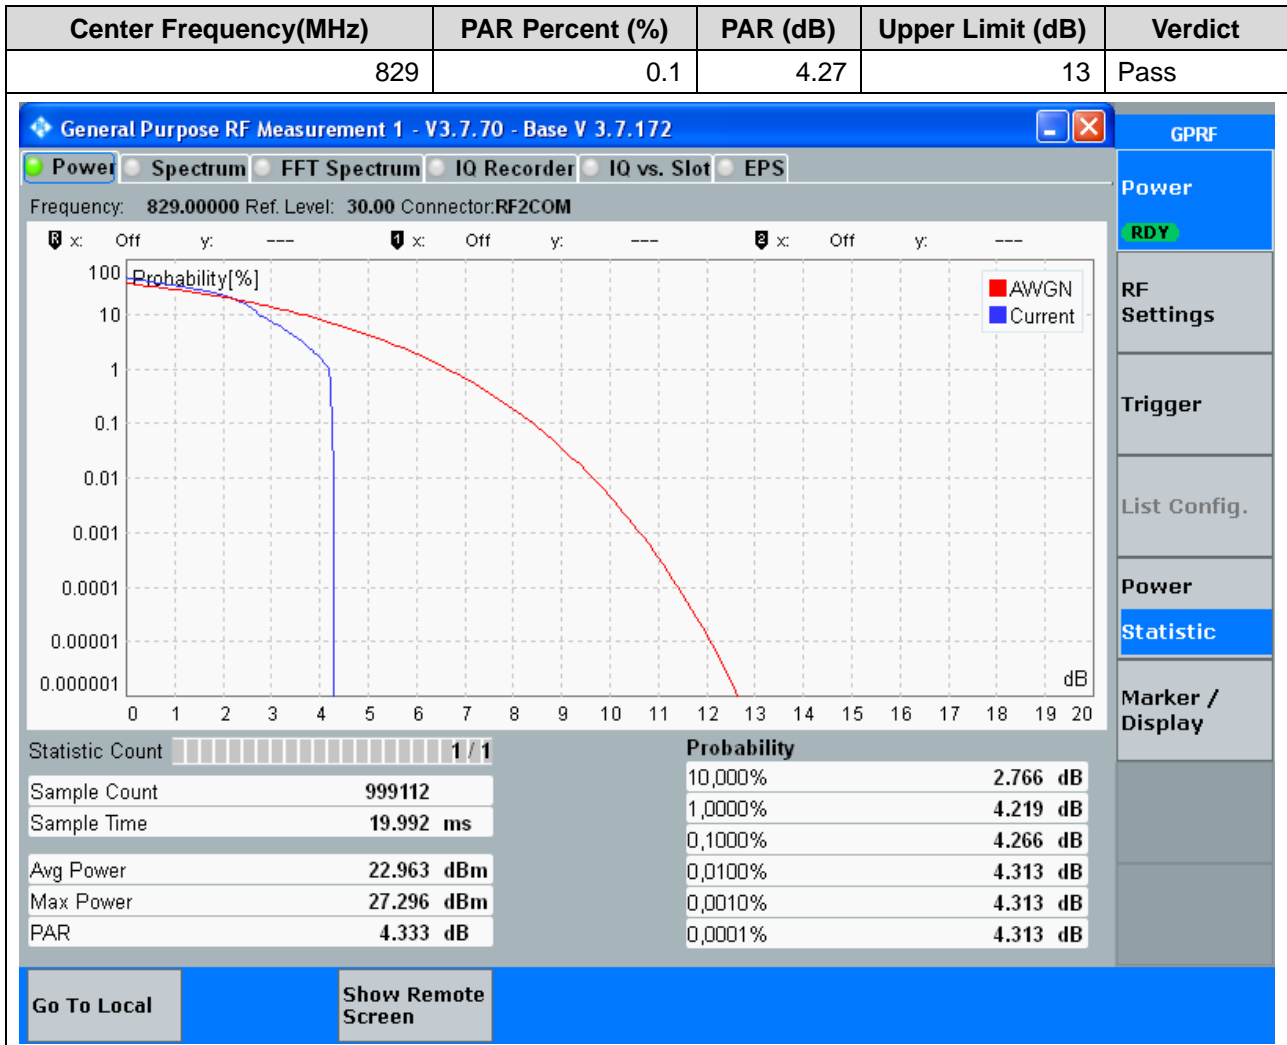 Center Frequency(MHz) PAR Percent (%) PAR (dB) Upper Limit (dB) Verdict
829 0.1 4.27 13 Pass
General Purpose RF Measurement 1 - V3.7.70 - Base V 3.7.172
GPRF
Power Spectrum FFT Spectrum IQ Recorder IQ vs. Slot EPS
Frequency: 829.00000 Ref. Level: 30.00 Connector:RF2COM
R x: Off y: --- 1 x: Off y: --- 2 x: Off y: ---
Probability[%]
AWGN
Current
100
10
1
0.1
0.01
0.001
0.0001
0.00001
0.000001
dB
0 1 2 3 4 5 6 7 8 9 10 11 12 13 14 15 16 17 18 19 20
Statistic Count 1 / 1
Sample Count 999112
Sample Time 19.992 ms
Avg Power 22.963 dBm
Max Power 27.296 dBm
PAR 4.333 dB
Probability
10,000% 2.766 dB
1,0000% 4.219 dB
0,1000% 4.266 dB
0,0100% 4.313 dB
0,0010% 4.313 dB
0,0001% 4.313 dB
Power
RDY
RF
Settings
Trigger
List Config.
Power
Statistic
Marker /
Display
Go To Local
Show Remote
Screen